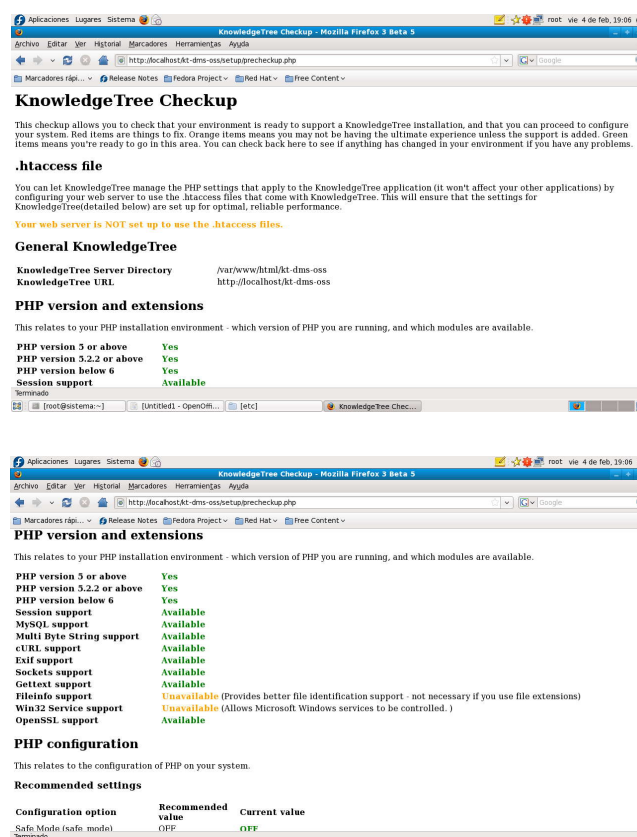 Aplicaciones Lugares Sistema root vie 4 de feb, 19:06
KnowledgeTree Checkup - Mozilla Firefox 3 Beta 5
Archivo Editar Ver Historial Marcadores Herramientas Ayuda
http://localhost/kt-dms-oss/setup/precheckup.php Google
Marcadores rápi... Release Notes Fedora Project Red Hat Free Content
KnowledgeTree Checkup
This checkup allows you to check that your environment is ready to support a KnowledgeTree installation, and that you can proceed to configure
your system. Red items are things to fix. Orange items means you may not be having the ultimate experience unless the support is added. Green
items means you're ready to go in this area. You can check back here to see if anything has changed in your environment if you have any problems.
.htaccess file
You can let KnowledgeTree manage the PHP settings that apply to the KnowledgeTree application (it won't affect your other applications) by
configuring your web server to use the .htaccess files that come with KnowledgeTree. This will ensure that the settings for
KnowledgeTree(detailed below) are set up for optimal, reliable performance.
Your web server is NOT set up to use the .htaccess files.
General KnowledgeTree
KnowledgeTree Server Directory /var/www/html/kt-dms-oss
KnowledgeTree URL http://localhost/kt-dms-oss
PHP version and extensions
This relates to your PHP installation environment - which version of PHP you are running, and which modules are available.
PHP version 5 or above Yes
PHP version 5.2.2 or above Yes
PHP version below 6 Yes
Session support Available
Terminado
[root@sistema:~] [Untitled1 - OpenOffi... [etc] KnowledgeTree Chec...
Aplicaciones Lugares Sistema root vie 4 de feb, 19:06
KnowledgeTree Checkup - Mozilla Firefox 3 Beta 5
Archivo Editar Ver Historial Marcadores Herramientas Ayuda
http://localhost/kt-dms-oss/setup/precheckup.php Google
Marcadores rápi... Release Notes Fedora Project Red Hat Free Content
PHP version and extensions
This relates to your PHP installation environment - which version of PHP you are running, and which modules are available.
PHP version 5 or above Yes
PHP version 5.2.2 or above Yes
PHP version below 6 Yes
Session support Available
MySQL support Available
Multi Byte String support Available
cURL support Available
Exif support Available
Sockets support Available
Gettext support Available
Fileinfo support Unavailable (Provides better file identification support - not necessary if you use file extensions)
Win32 Service support Unavailable (Allows Microsoft Windows services to be controlled. )
OpenSSL support Available
PHP configuration
This relates to the configuration of PHP on your system.
Recommended settings
Configuration option Recommended value Current value
Safe Mode (safe_mode) OFF OFF
Terminado